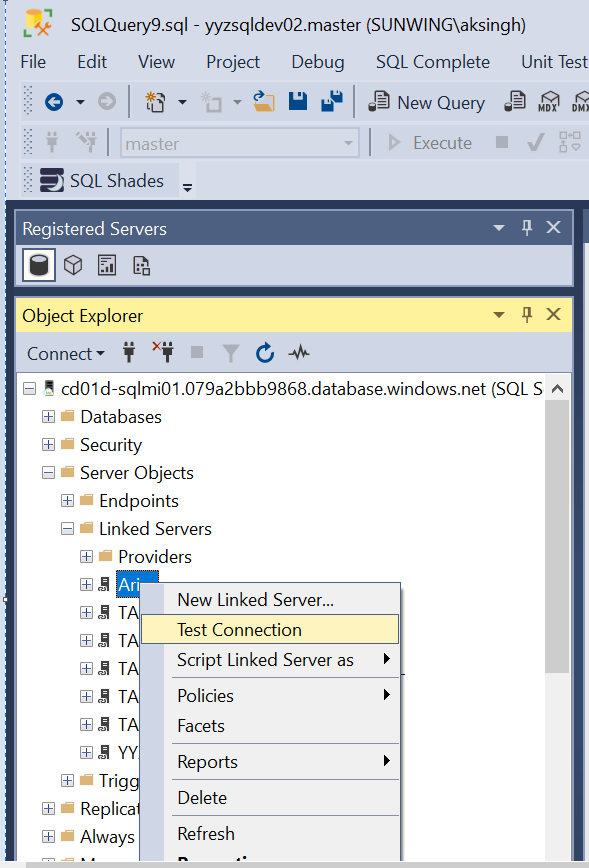 SQLQuery9.sql - yyzsqldev02.master (SUNWING\aksingh)
File Edit View Project Debug SQL Complete Unit Test
New Query MDX
master Execute
SQL Shades
Registered Servers
Object Explorer
Connect
cd01d-sqlmi01.079a2bbb9868.database.windows.net (SQL S
Databases
Security
Server Objects
Endpoints
Linked Servers
Providers
Ari
New Linked Server...
TA
Test Connection
TA
Script Linked Server as
TA
Policies
TA
Facets
TA
YY
Reports
Trigg
Delete
Replicat
Refresh
Always